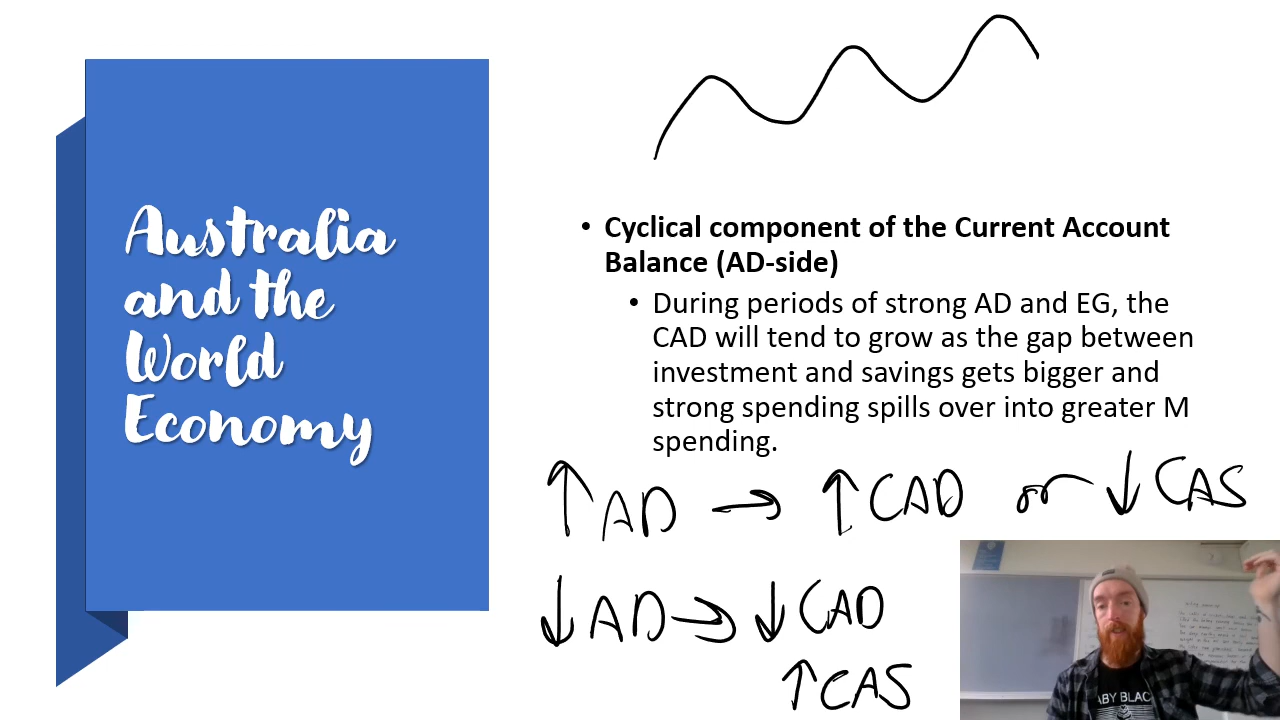 Australia
and the
World
Economy
• Cyclical component of the Current Account
Balance (AD-side)
• During periods of strong AD and EG, the
CAD will tend to grow as the gap between
investment and savings gets bigger and
strong spending spills over into greater M
spending.
↑ AD → ↑ CAD or ↓ CAS
↓ AD → ↓ CAD
↑ CAS
ABY BLAC